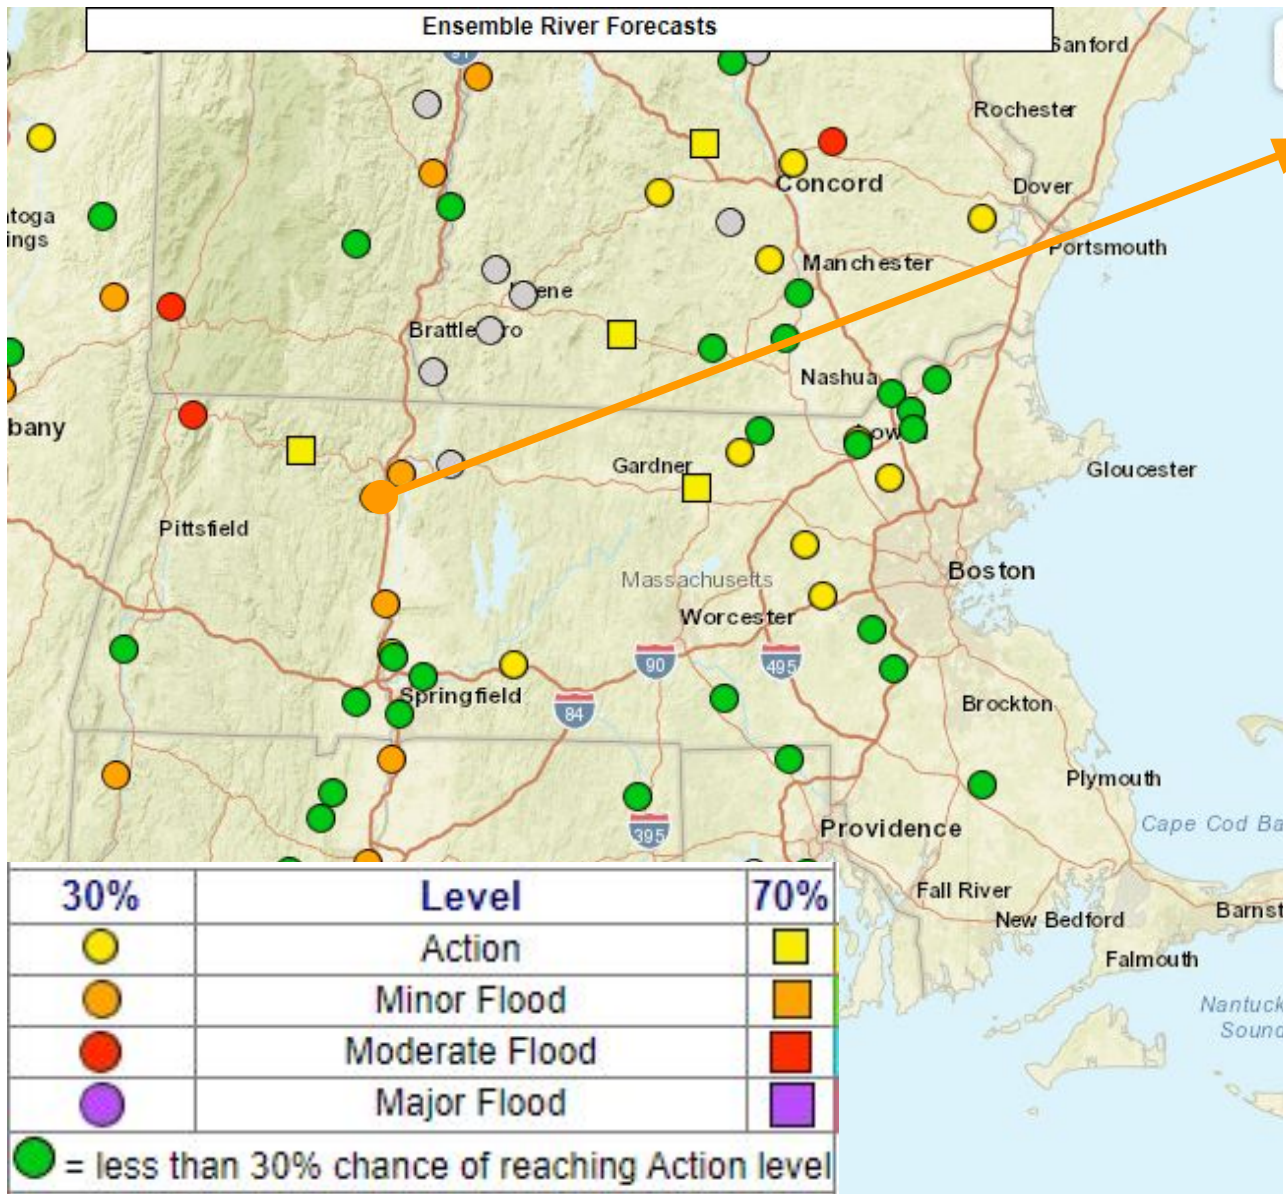 Ensemble River Forecasts
91
Sanford
Rochester
Concord
Dover
atoga
ings
Portsmouth
Manchester
ene
Brattle ro
Nashua
bany
ow
Gardner
Gloucester
Pittsfield
Boston
Massachusetts
Worcester
90
495
Springfield
84
Brockton
Plymouth
395
Providence
Cape Cod Ba
Fall River
New Bedford
Barnst
Falmouth
Nantuck
Sound
30% Level 70%
Action
Minor Flood
Moderate Flood
Major Flood
= less than 30% chance of reaching Action level